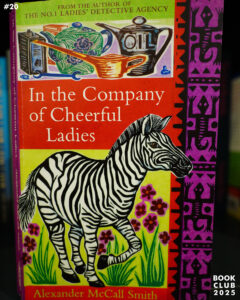 #20
FROM THE AUTHOR OF
THE NO.1 LADIES' DETECTIVE AGENCY
In the Company
of Cheerful
Ladies
Alexander McCall Smith
BOOK
CLUB
2025